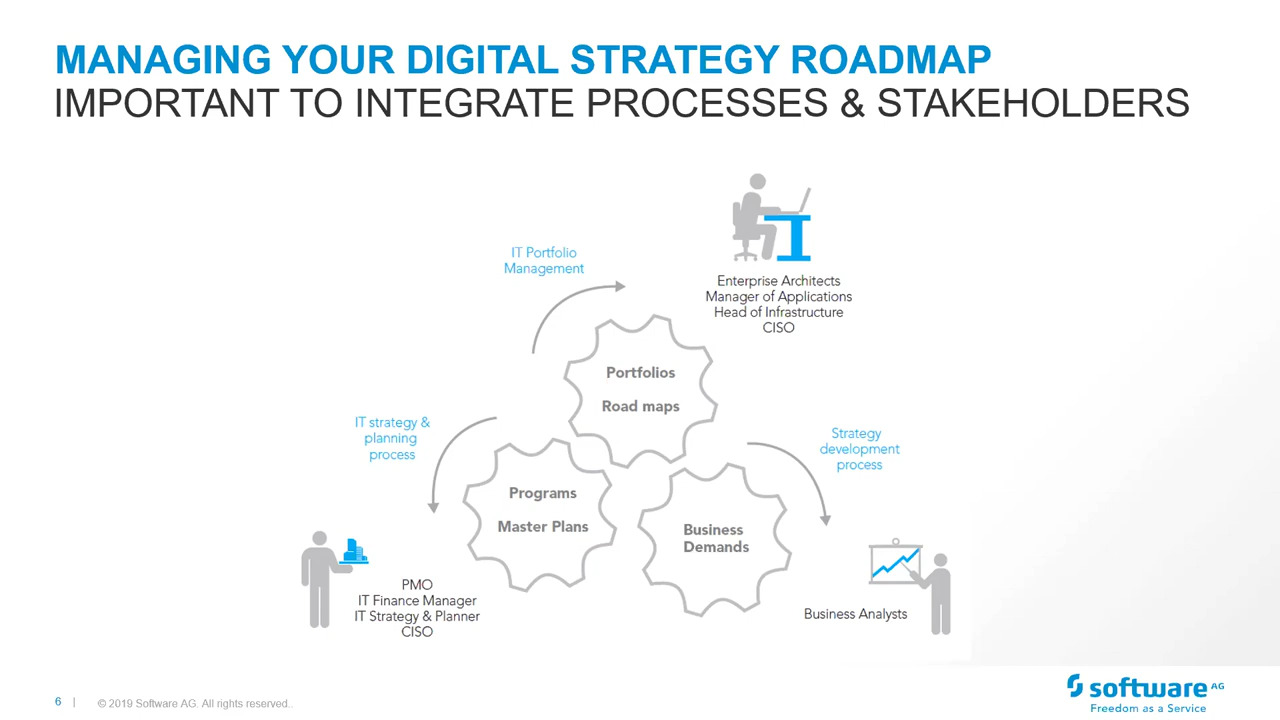 MANAGING YOUR DIGITAL STRATEGY ROADMAP
IMPORTANT TO INTEGRATE PROCESSES & STAKEHOLDERS
IT Portfolio
Management
Enterprise Architects
Manager of Applications
Head of Infrastructure
CISO
Portfolios
Road maps
IT strategy &
planning
process
Strategy
development
process
Programs
Master Plans
Business
Demands
PMO
IT Finance Manager
IT Strategy & Planner
CISO
Business Analysts
6 |
© 2019 Software AG. All rights reserved..
software AG
Freedom as a Service